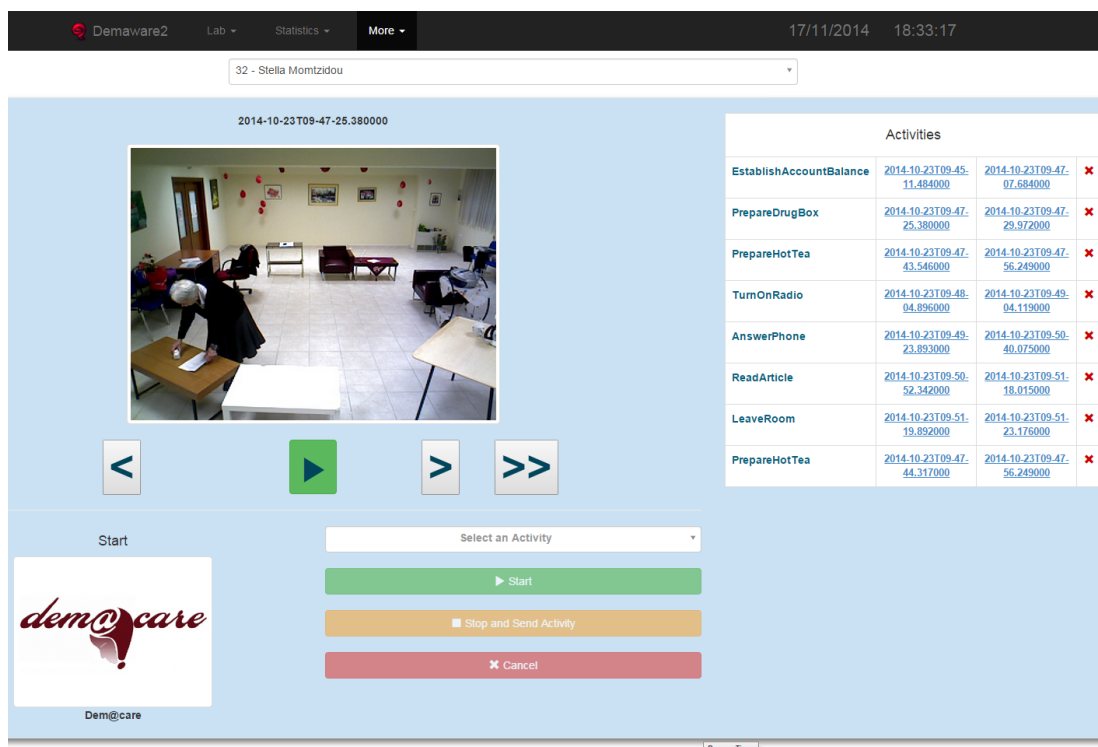 Demaware2 Lab Statistics More 17/11/2014 18:33:17
32 - Stella Momtzidou
2014-10-23T09-47-25.380000
Activities
EstablishAccountBalance 2014-10-23T09-45- 2014-10-23T09-47-
11.484000 07.684000
PrepareDrugBox 2014-10-23T09-47- 2014-10-23T09-47-
25.380000 29.972000
PrepareHotTea 2014-10-23T09-47- 2014-10-23T09-47-
43.546000 56.249000
TurnOnRadio 2014-10-23T09-48- 2014-10-23T09-49-
04.896000 04.119000
AnswerPhone 2014-10-23T09-49- 2014-10-23T09-50-
23.893000 40.075000
ReadArticle 2014-10-23T09-50- 2014-10-23T09-51-
52.342000 18.015000
LeaveRoom 2014-10-23T09-51- 2014-10-23T09-51-
19.892000 23.176000
PrepareHotTea 2014-10-23T09-47- 2014-10-23T09-47-
44.317000 56.249000
< > >>
Start
Select an Activity
Start
Stop and Send Activity
Cancel
dem@care
Dem@care